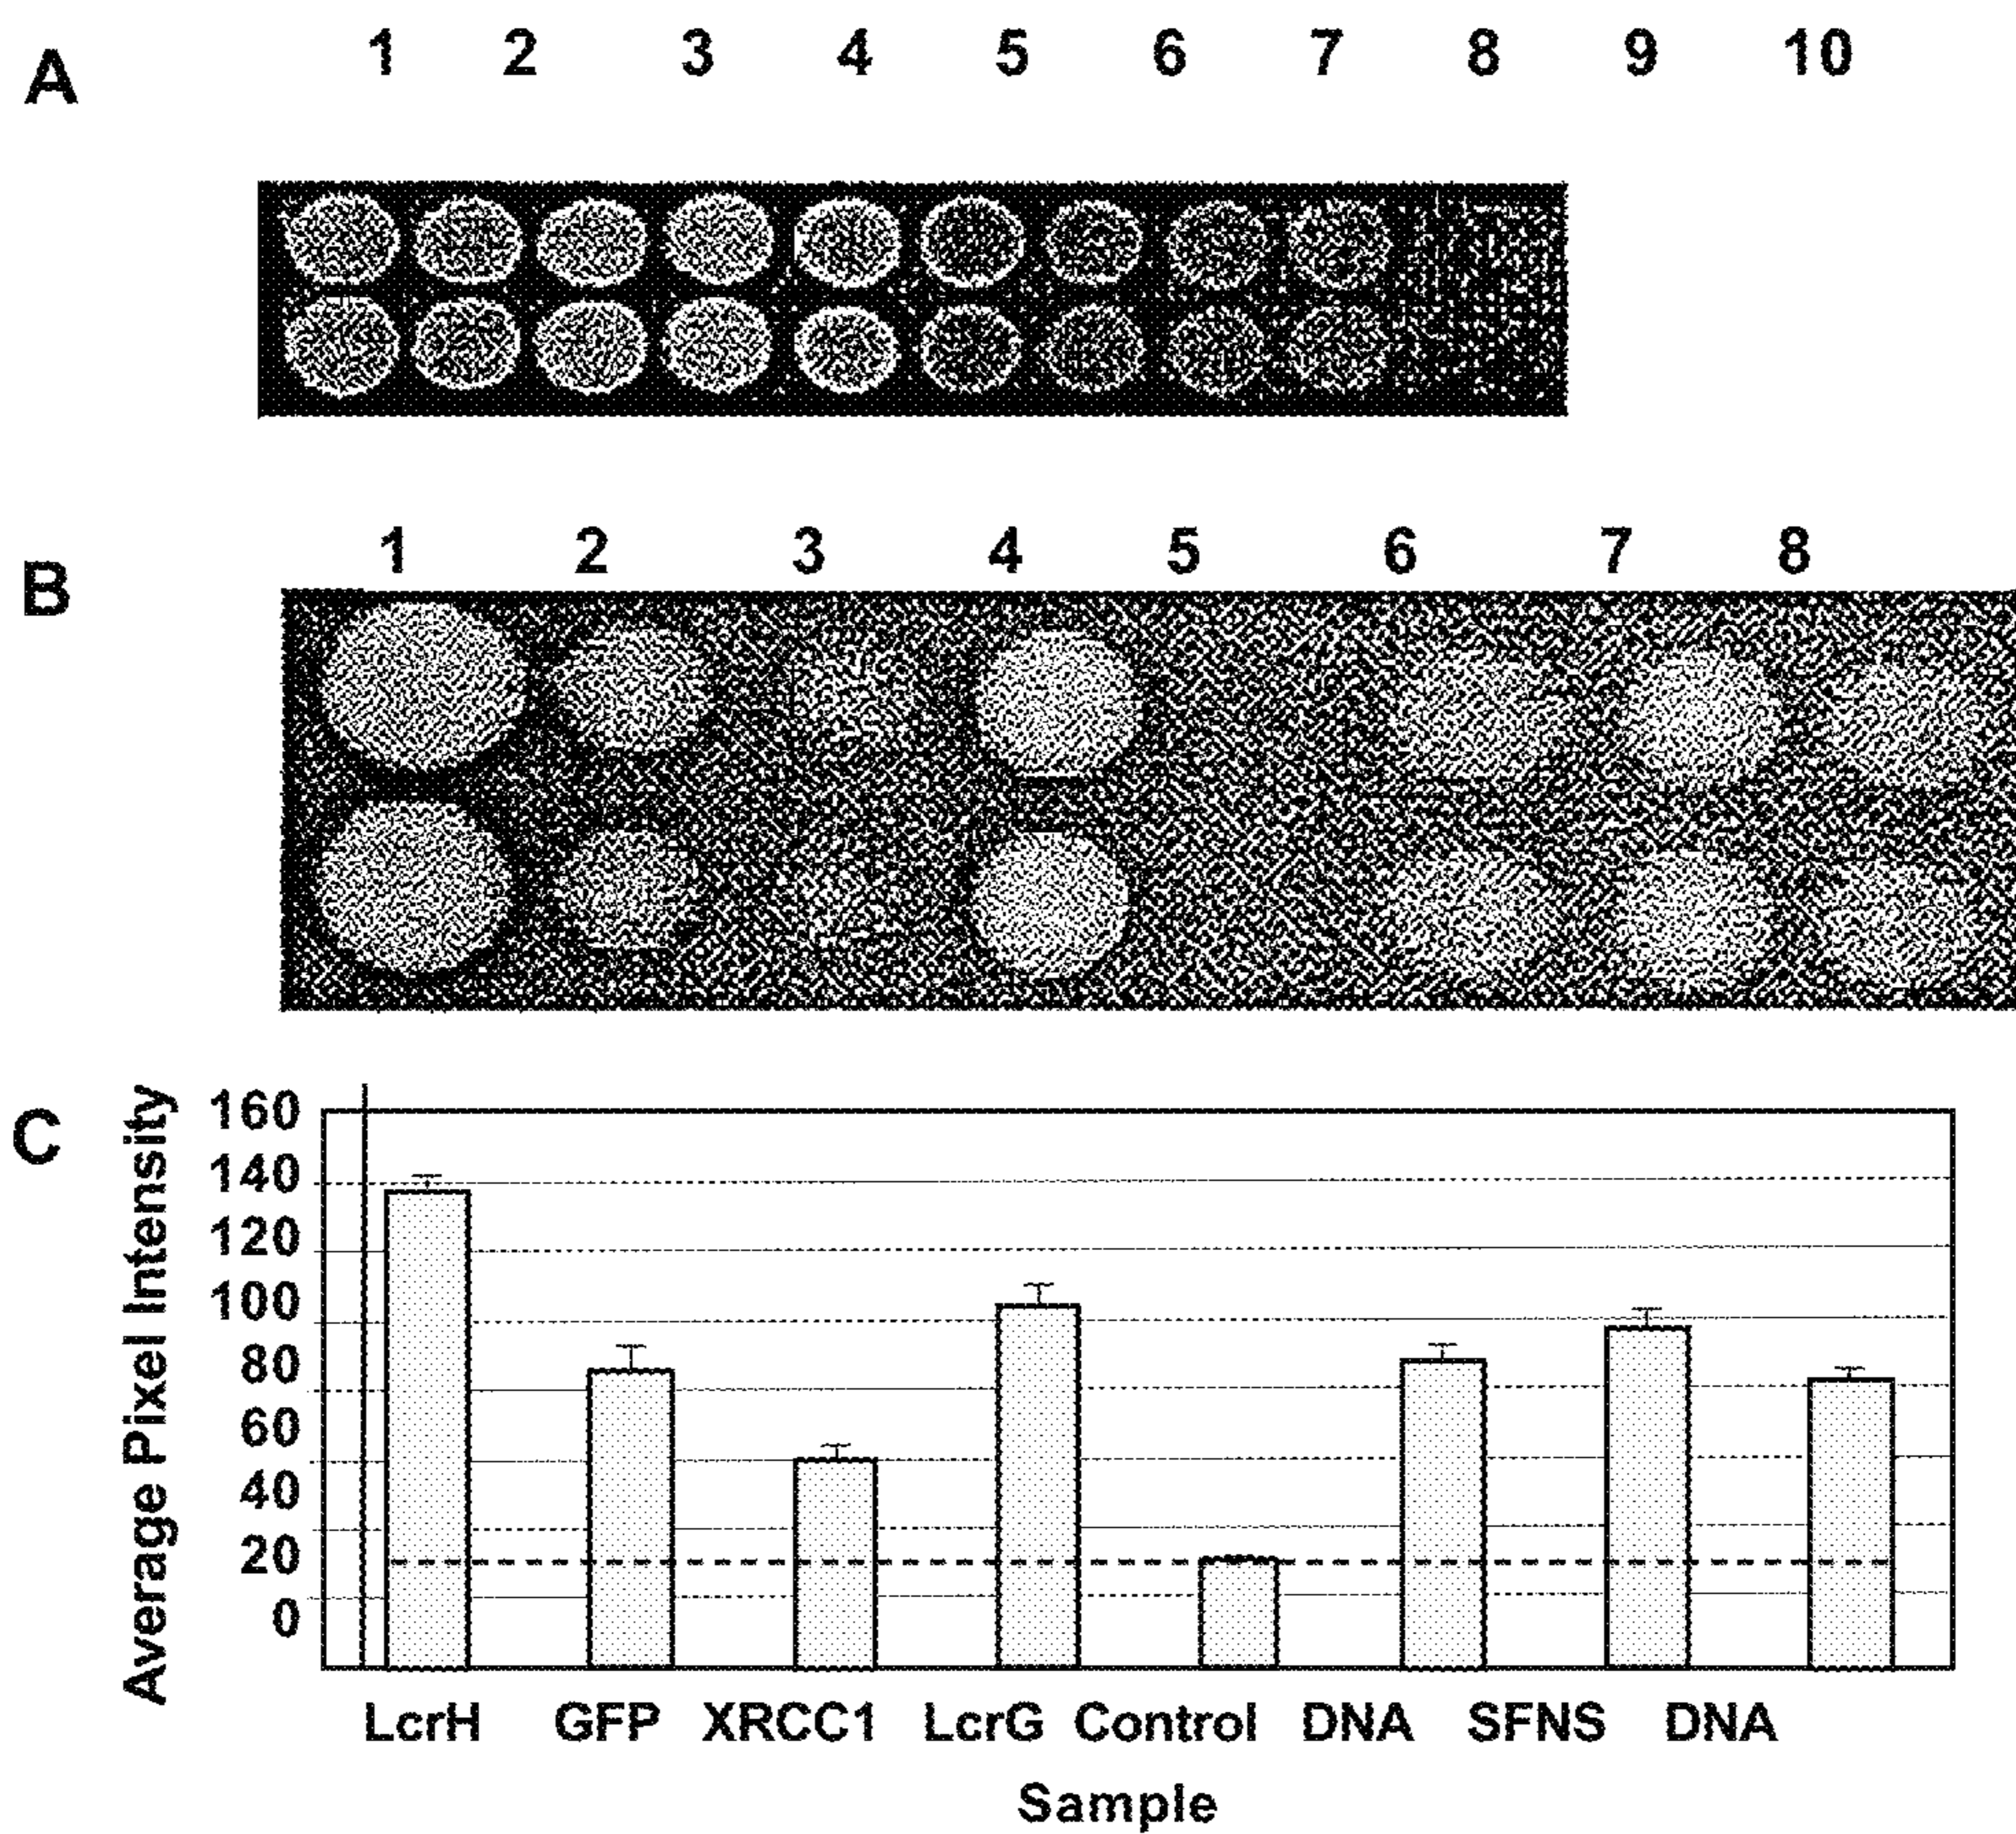 A
1 2 3 4 5 6 7 8 9 10
B
1 2 3 4 5 6 7 8
C
Average Pixel Intensity
160
140
120
100
80
60
40
20
0
LcrH GFP XRCC1 LcrG Control DNA SFNS DNA
Sample